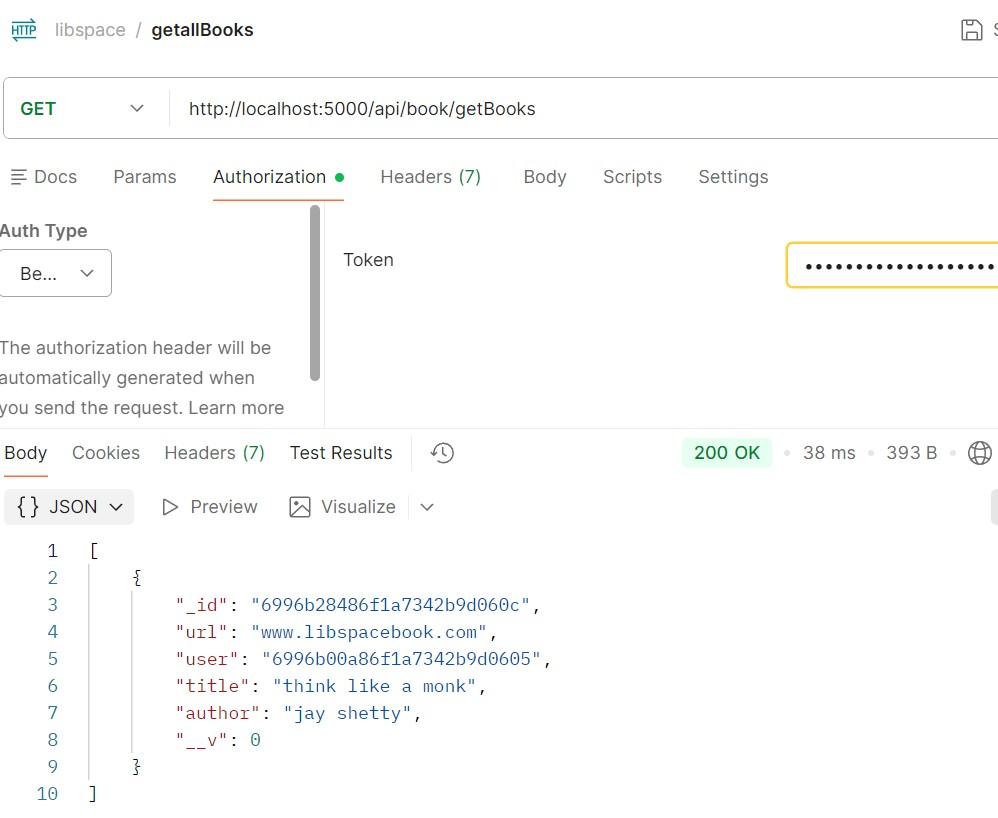 HTTP libspace / getallBooks
GET http://localhost:5000/api/book/getBooks
Docs Params Authorization Headers (7) Body Scripts Settings
Auth Type
Be...
Token
••••••••••••••••••••
The authorization header will be
automatically generated when
you send the request. Learn more
Body Cookies Headers (7) Test Results 200 OK • 38 ms • 393 B •
{} JSON Preview Visualize
1 [
2 {
3 "_id": "6996b28486f1a7342b9d060c",
4 "url": "www.libspacebook.com",
5 "user": "6996b00a86f1a7342b9d0605",
6 "title": "think like a monk",
7 "author": "jay shetty",
8 "__v": 0
9 }
10 ]